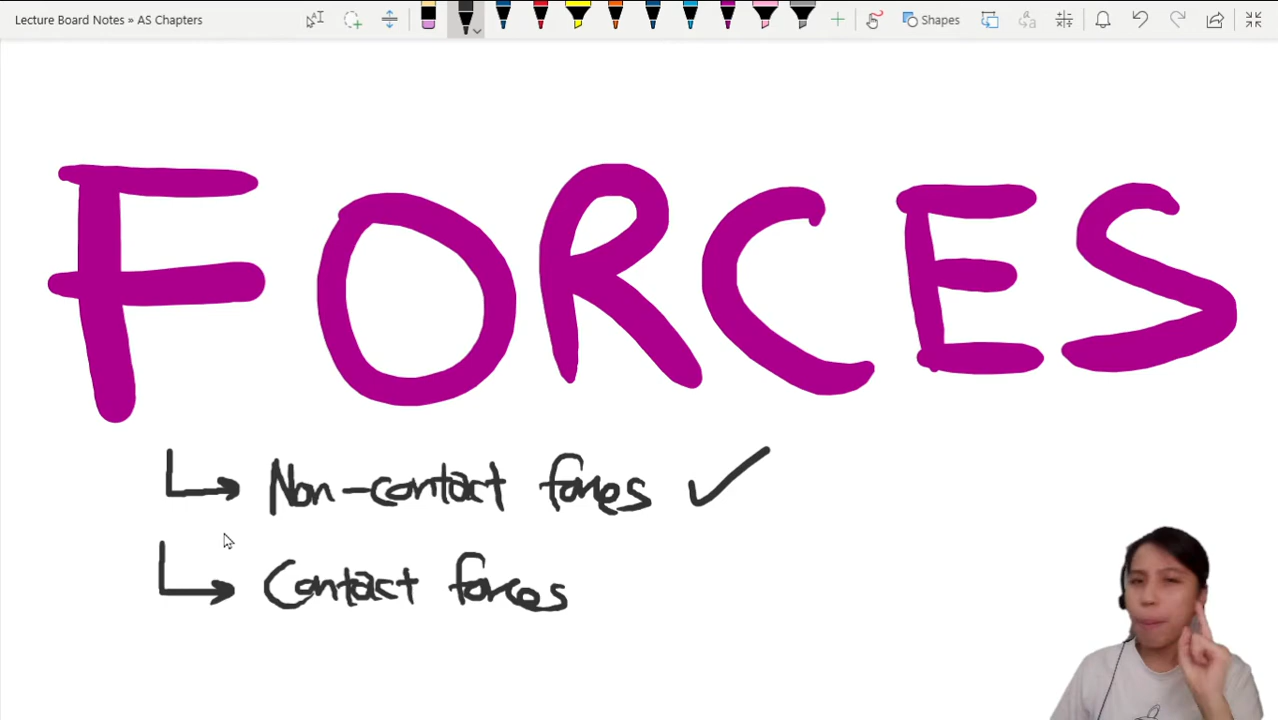 Lecture Board Notes » AS Chapters
Shapes
FORCES
Non-contact forces
Contact forces